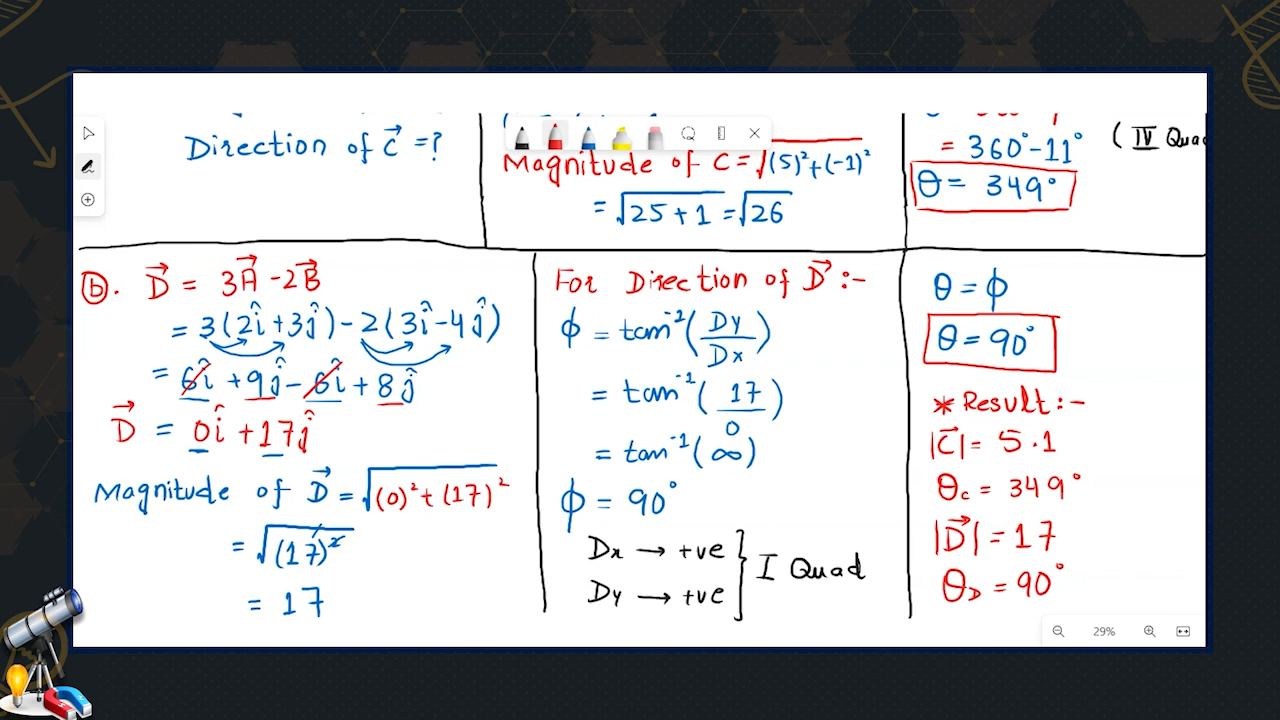 Direction of C⃗ = ?
Magnitude of C = √(5)² + (-1)²
= √25 + 1 = √26
= 360° - 11°
( IV Quad
θ = 349°
ⓑ. D⃗ = 3A⃗ - 2B⃗
= 3(2î + 3ĵ) - 2(3î - 4ĵ)
= 6î + 9ĵ - 6î + 8ĵ
D⃗ = 0î + 17ĵ
Magnitude of D⃗ = √(0)² + (17)²
= √(17)²
= 17
For Direction of D⃗ :-
ϕ = tan⁻¹(Dy/Dx)
= tan⁻¹(17/0)
= tan⁻¹(∞)
ϕ = 90°
Dx → +ve
Dy → +ve
I Quad
θ = ϕ
θ = 90°
* Result :-
|C⃗| = 5.1
θc = 349°
|D⃗| = 17
θD = 90°
29%